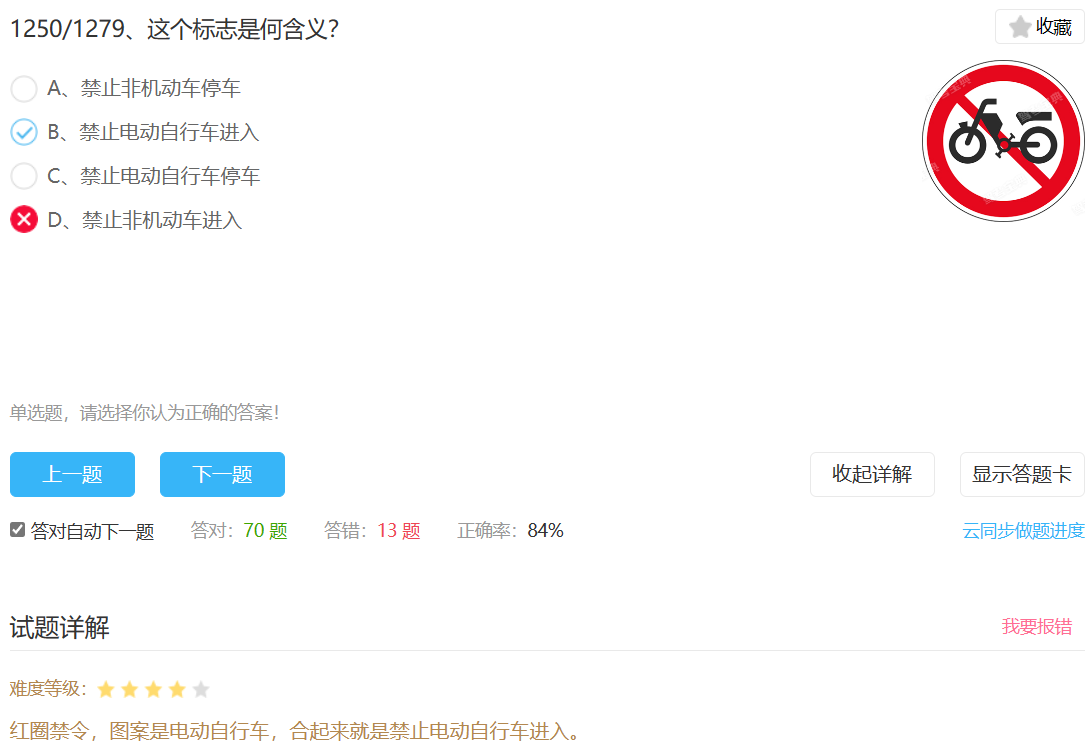 1250/1279、这个标志是何含义？
收藏
A、禁止非机动车停车
B、禁止电动自行车进入
C、禁止电动自行车停车
D、禁止非机动车进入
单选题，请选择你认为正确的答案！
上一题
下一题
收起详解
显示答题卡
答对自动下一题 答对：70 题 答错：13 题 正确率：84%
云同步做题进度
试题详解
我要报错
难度等级：
红圈禁令，图案是电动自行车，合起来就是禁止电动自行车进入。